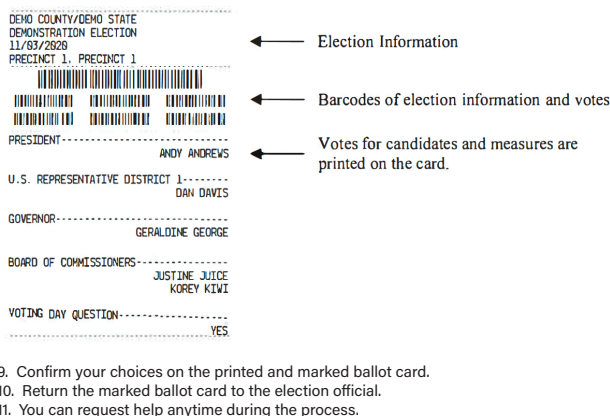 DEMO COUNTY/DEMO STATE
DEMONSTRATION ELECTION
11/03/2020
PRECINCT 1, PRECINCT 1
Election Information
Barcodes of election information and votes
PRESIDENT
ANDY ANDREWS
Votes for candidates and measures are
printed on the card.
U.S. REPRESENTATIVE DISTRICT 1
DAN DAVIS
GOVERNOR
GERALDINE GEORGE
BOARD OF COMMISSIONERS
JUSTINE JUICE
KOREY KIWI
VOTING DAY QUESTION
YES
9. Confirm your choices on the printed and marked ballot card.
10. Return the marked ballot card to the election official.
11. You can request help anytime during the process.